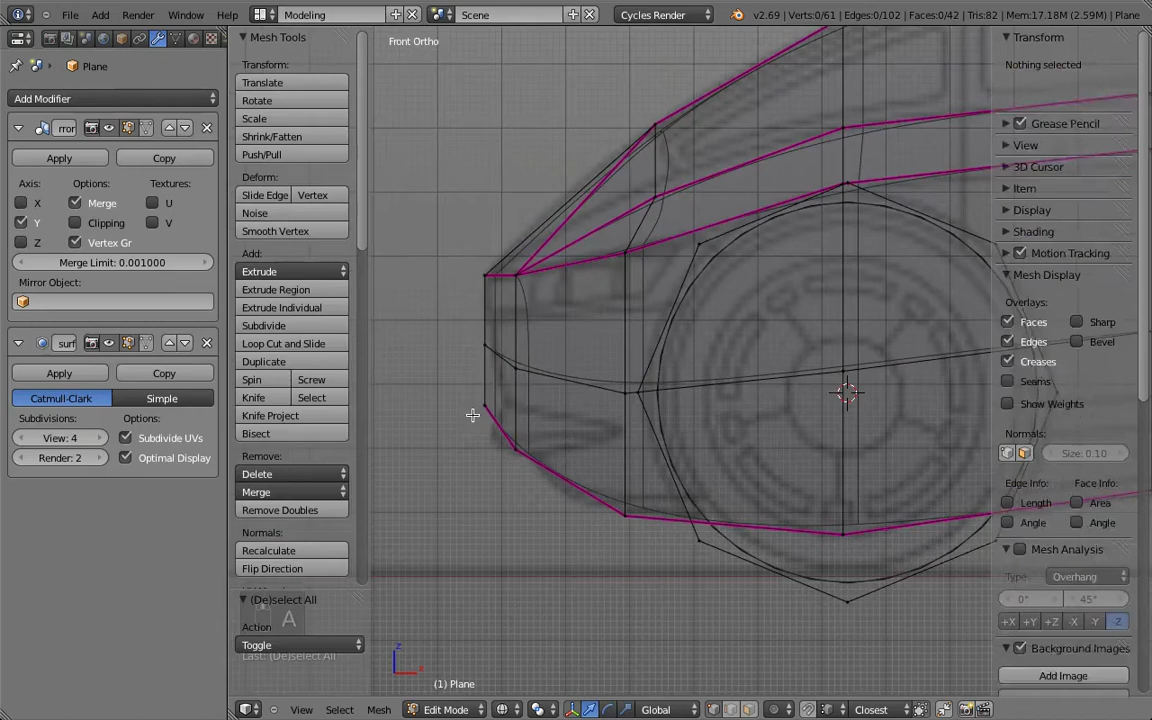 File Add Render Window Help Modeling Scene Cycles Render v2.69 | Verts:0/61 | Edges:0/102 | Faces:0/42 | Tris:82 | Mem:17.18M (2.59M) | Plane
Plane
Add Modifier
rror
Apply Copy
Axis: Options: Textures:
X Merge U
Y Clipping V
Z Vertex Gr
Merge Limit: 0.001000
Mirror Object:
surf
Apply Copy
Catmull-Clark Simple
Subdivisions: Options:
View: 4 Subdivide UVs
Render: 2 Optimal Display
Mesh Tools
Transform:
Translate
Rotate
Scale
Shrink/Fatten
Push/Pull
Deform:
Slide Edge Vertex
Noise
Smooth Vertex
Add:
Extrude
Extrude Region
Extrude Individual
Subdivide
Loop Cut and Slide
Duplicate
Spin Screw
Knife Select
Knife Project
Bisect
Remove:
Delete
Merge
Remove Doubles
Normals:
Recalculate
Flip Direction
(De)select All
A
Action
Toggle
Last: (De)select All
Front Ortho
z
x
(1) Plane
Transform
Nothing selected
Grease Pencil
View
3D Cursor
Item
Display
Shading
Motion Tracking
Mesh Display
Overlays:
Faces Sharp
Edges Bevel
Creases
Seams
Show Weights
Normals:
Size: 0.10
Edge Info: Face Info:
Length Area
Angle Angle
Mesh Analysis
Type: Overhang
0° 45°
+X +Y +Z -X -Y -Z
Background Images
Add Image
View Select Mesh Edit Mode Global Closest